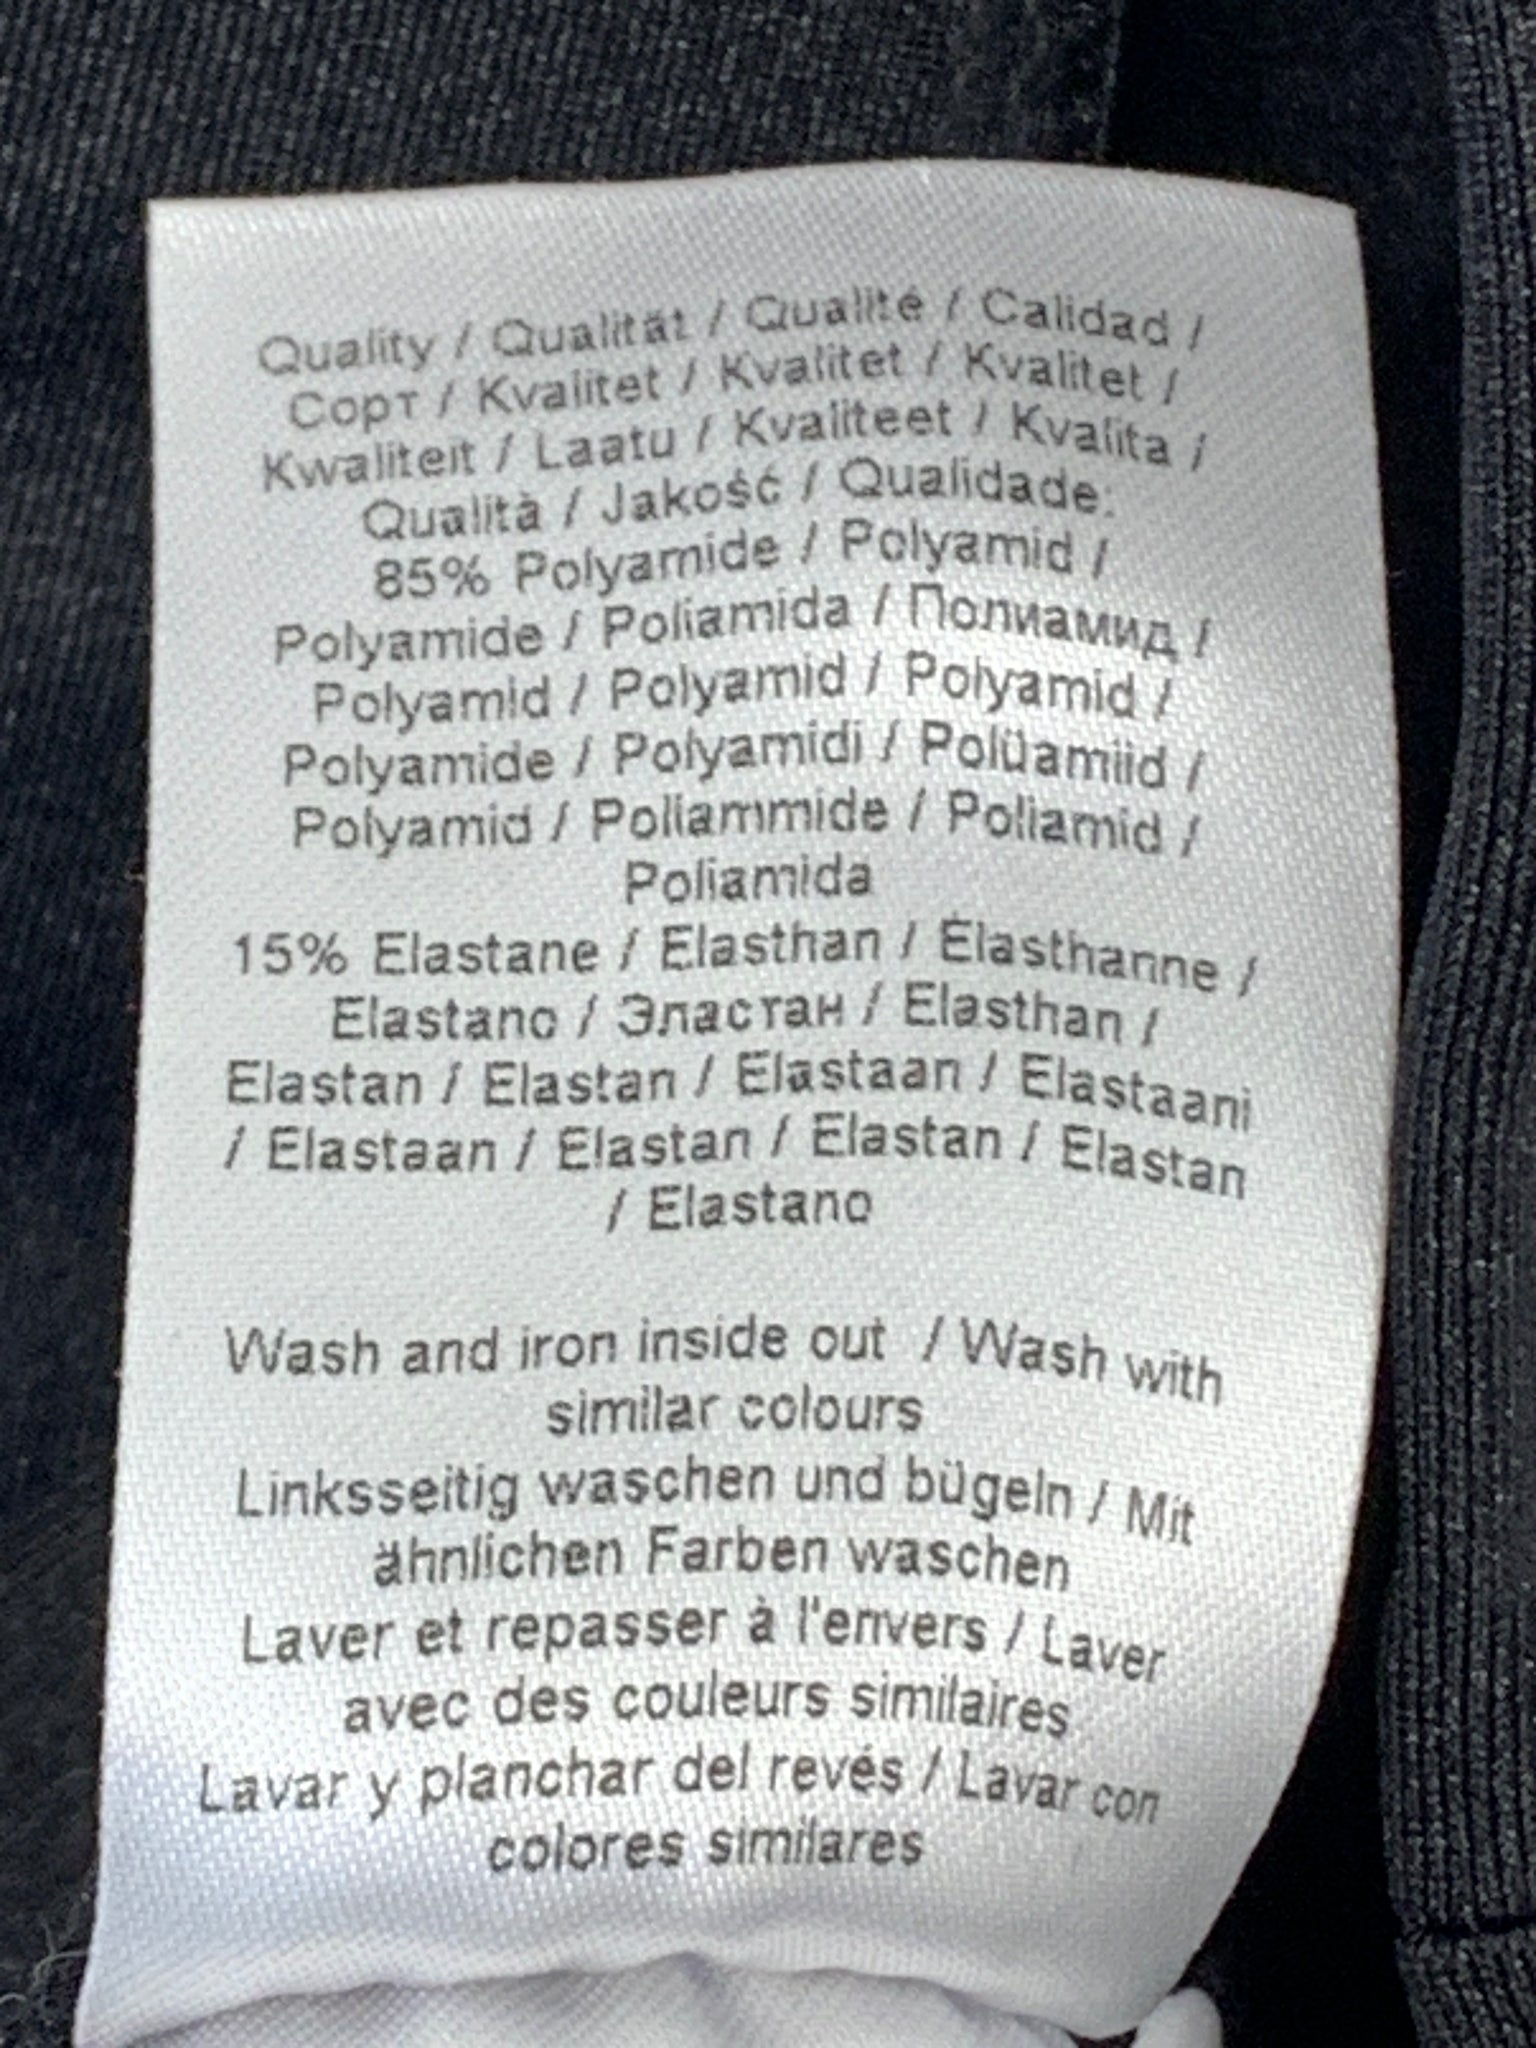 Quality / Qualität / Qualité / Calidad /
Сорт / Kvalitet / Kvalitet / Kvalitet /
Kwaliteit / Laatu / Kvaliteet / Kvalita /
Qualità / Jakość / Qualidade:
85% Polyamide / Polyamid /
Polyamide / Poliamida / Полиамид /
Polyamid / Polyamid / Polyamid /
Polyamide / Polyamidi / Polüamiid /
Polyamid / Poliammide / Poliamid /
Poliamida
15% Elastane / Elasthan / Élasthanne /
Elastano / Эластан / Elasthan /
Elastan / Elastan / Elastaan / Elastaani
/ Elastaan / Elastan / Elastan / Elastan
/ Elastano
Wash and iron inside out / Wash with
similar colours
Linksseitig waschen und bügeln / Mit
ähnlichen Farben waschen
Laver et repasser à l'envers / Laver
avec des couleurs similaires
Lavar y planchar del revés / Lavar con
colores similares